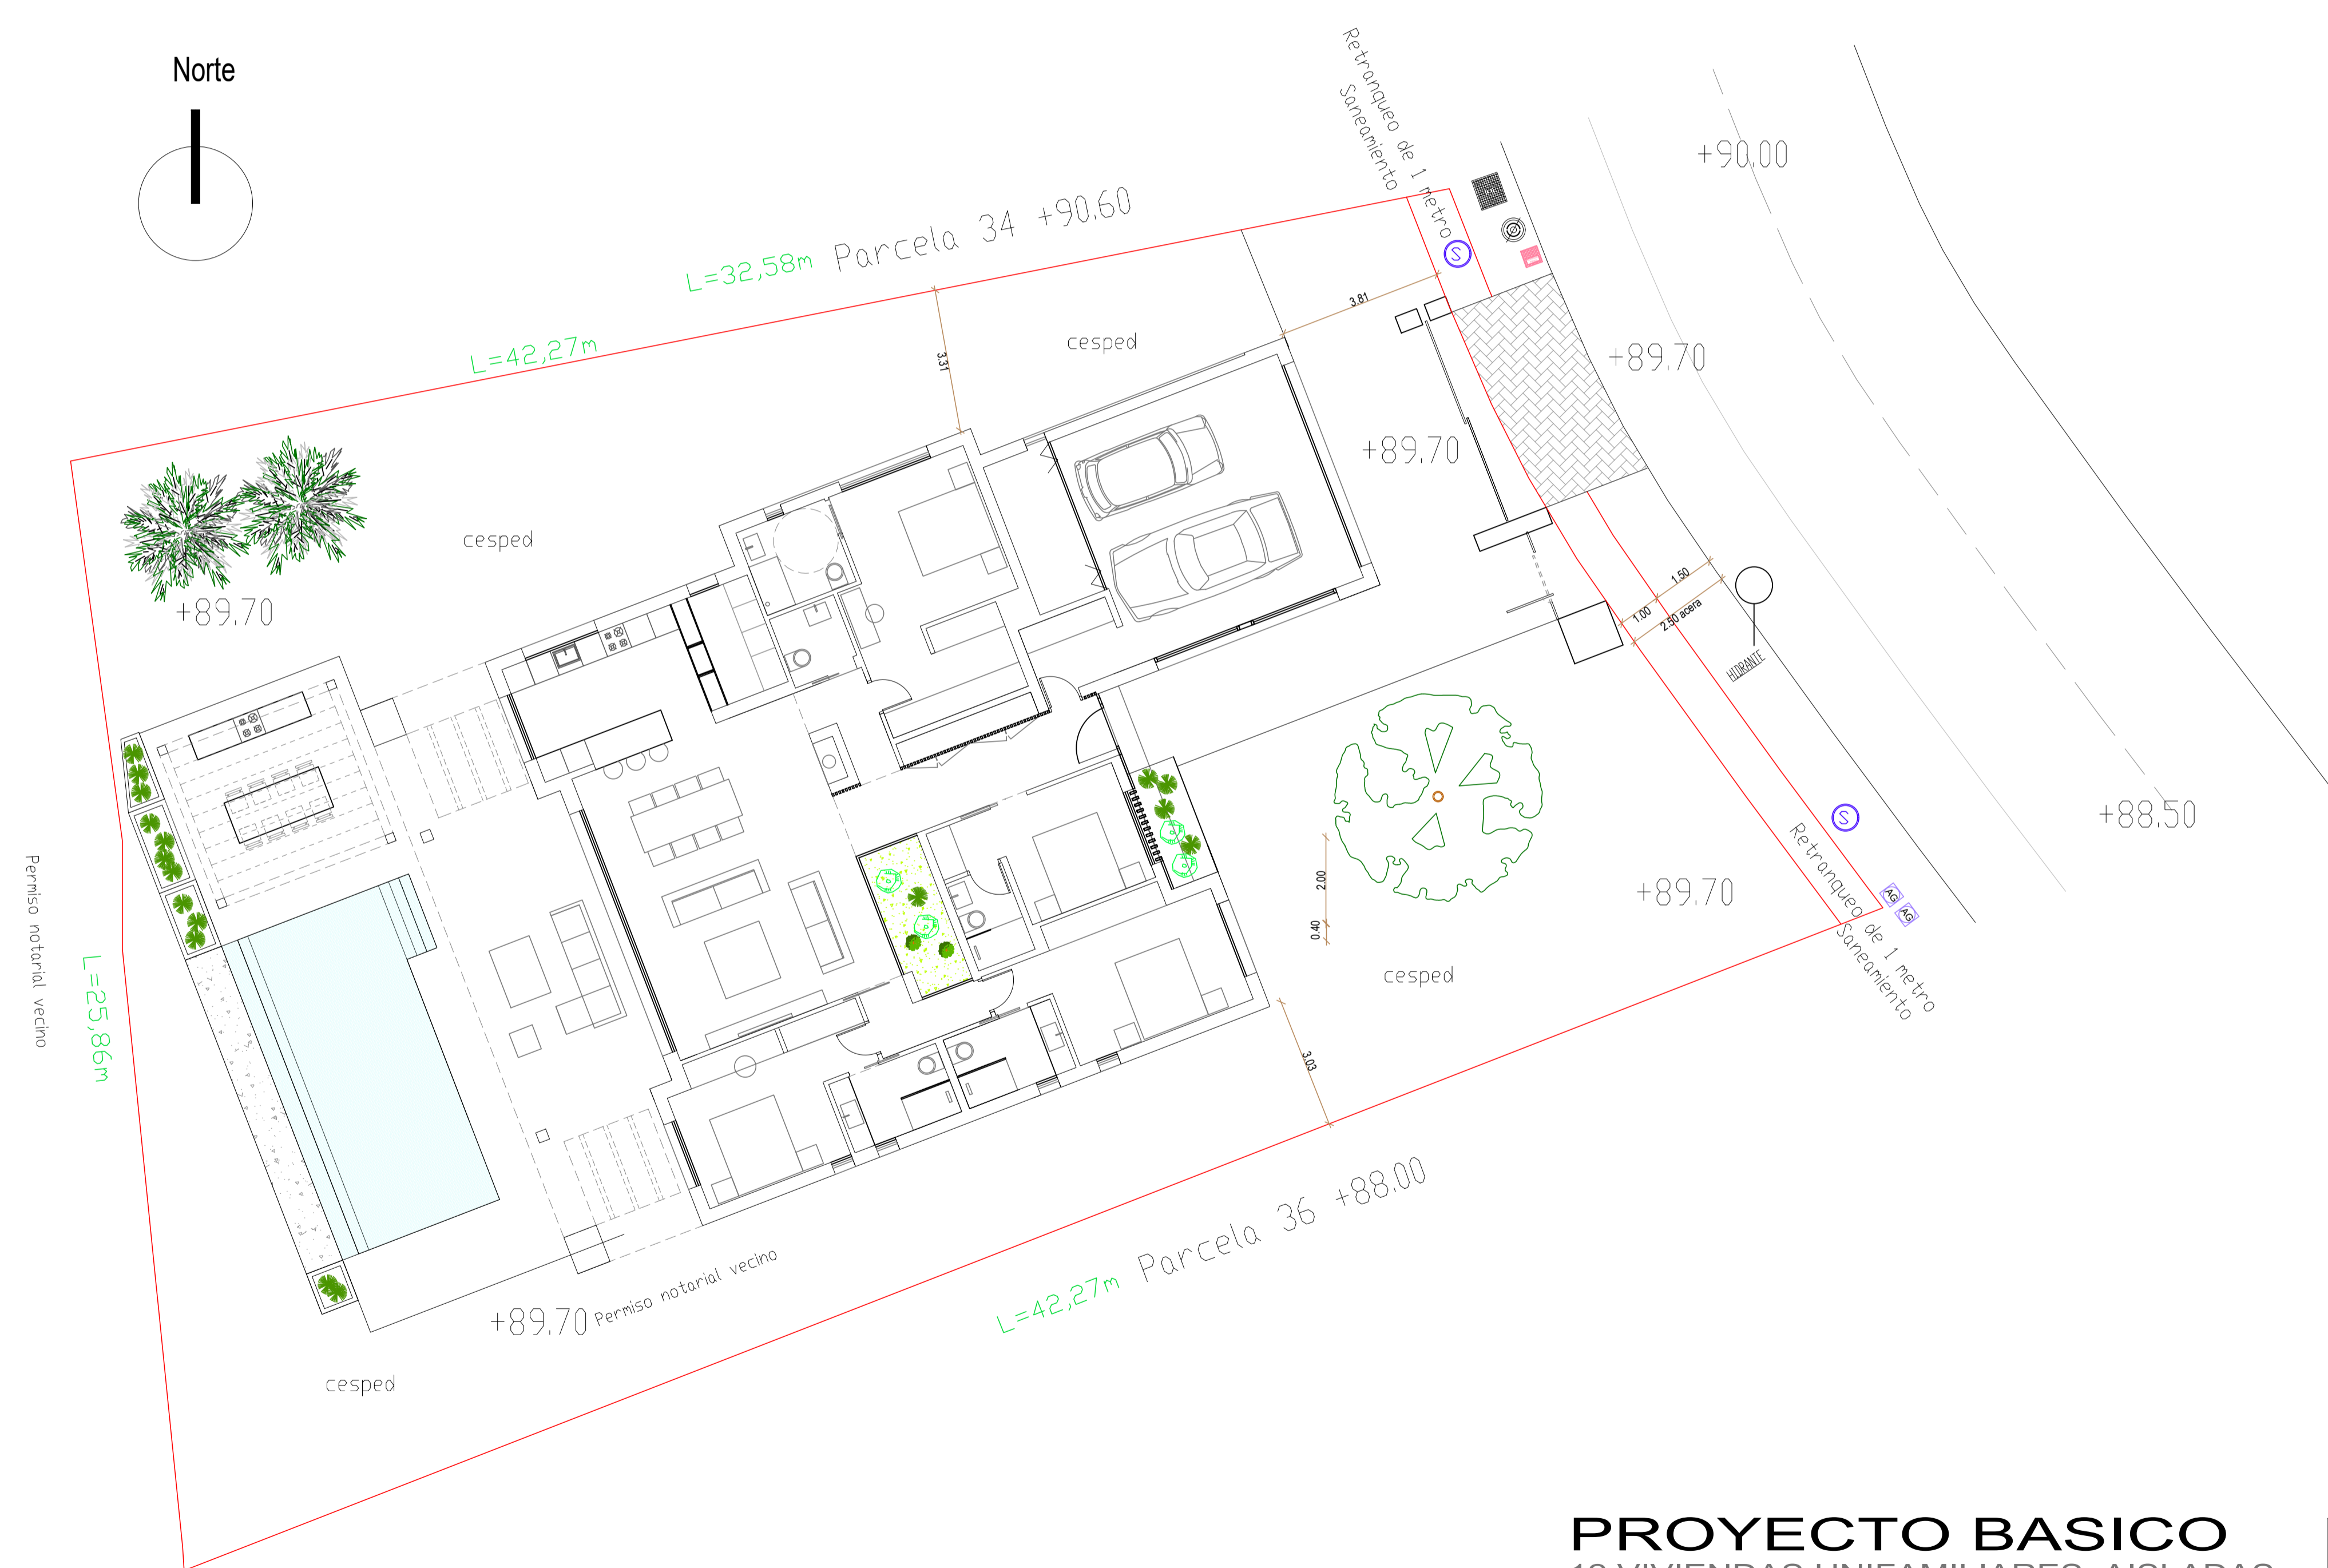 Norte
Retranqueo de 1 metro
Saneamiento
+90.00
L=32,58m Parcela 34 +90.60
S
3.81
cesped
+89.70
L=42,27m
3.31
+89.70
cesped
+89.70
1.50
1.00
2.50 acera
HIDRANTE
+88.50
S
Permiso notarial vecino
L=25,86m
2.00
0.40
+89.70
AG
AG
Retranqueo de 1 metro
Saneamiento
cesped
3.03
L=42,27m Parcela 36 +88.00
+89.70 Permiso notarial vecino
cesped
PROYECTO BASICO